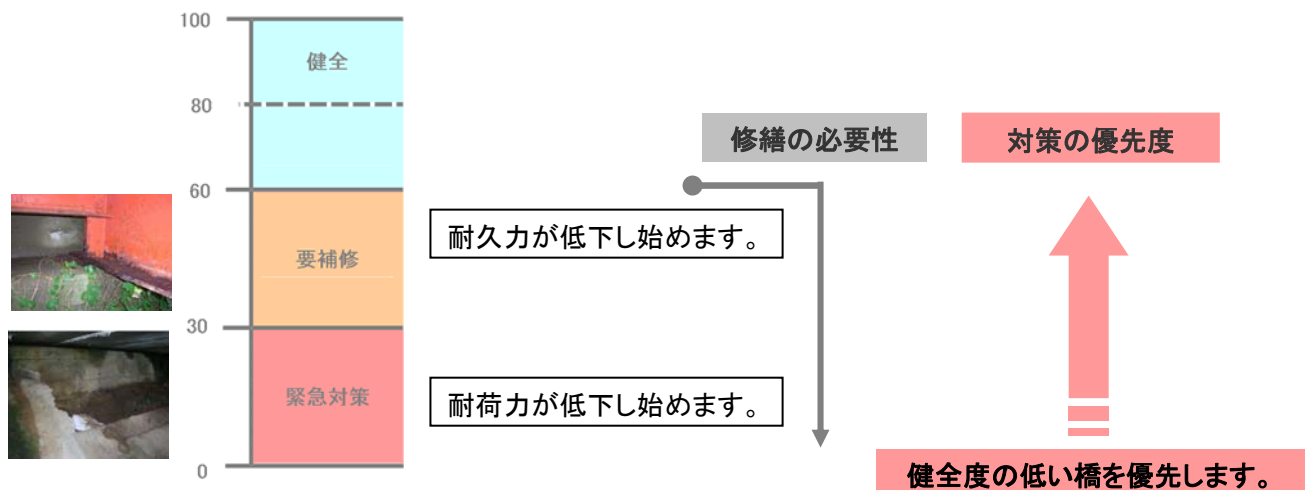 100
健全
80
修繕の必要性
対策の優先度
60
耐久力が低下し始めます。
要補修
30
緊急対策
耐荷力が低下し始めます。
0
健全度の低い橋を優先します。